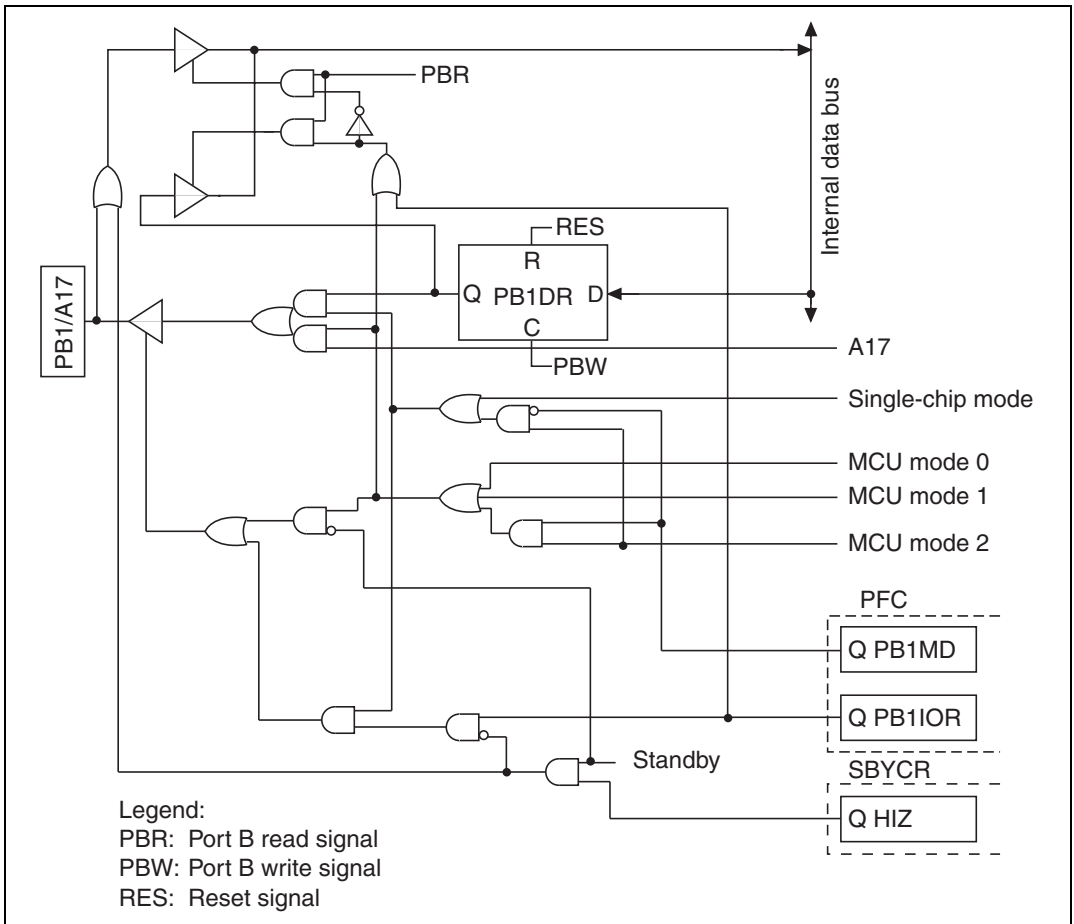 PBR
Internal data bus
RES
R
Q PB1DR D
C
PBW
PB1/A17
A17
Single-chip mode
MCU mode 0
MCU mode 1
MCU mode 2
PFC
Q PB1MD
Q PB1IOR
Standby
SBYCR
Q HIZ
Legend:
PBR: Port B read signal
PBW: Port B write signal
RES: Reset signal